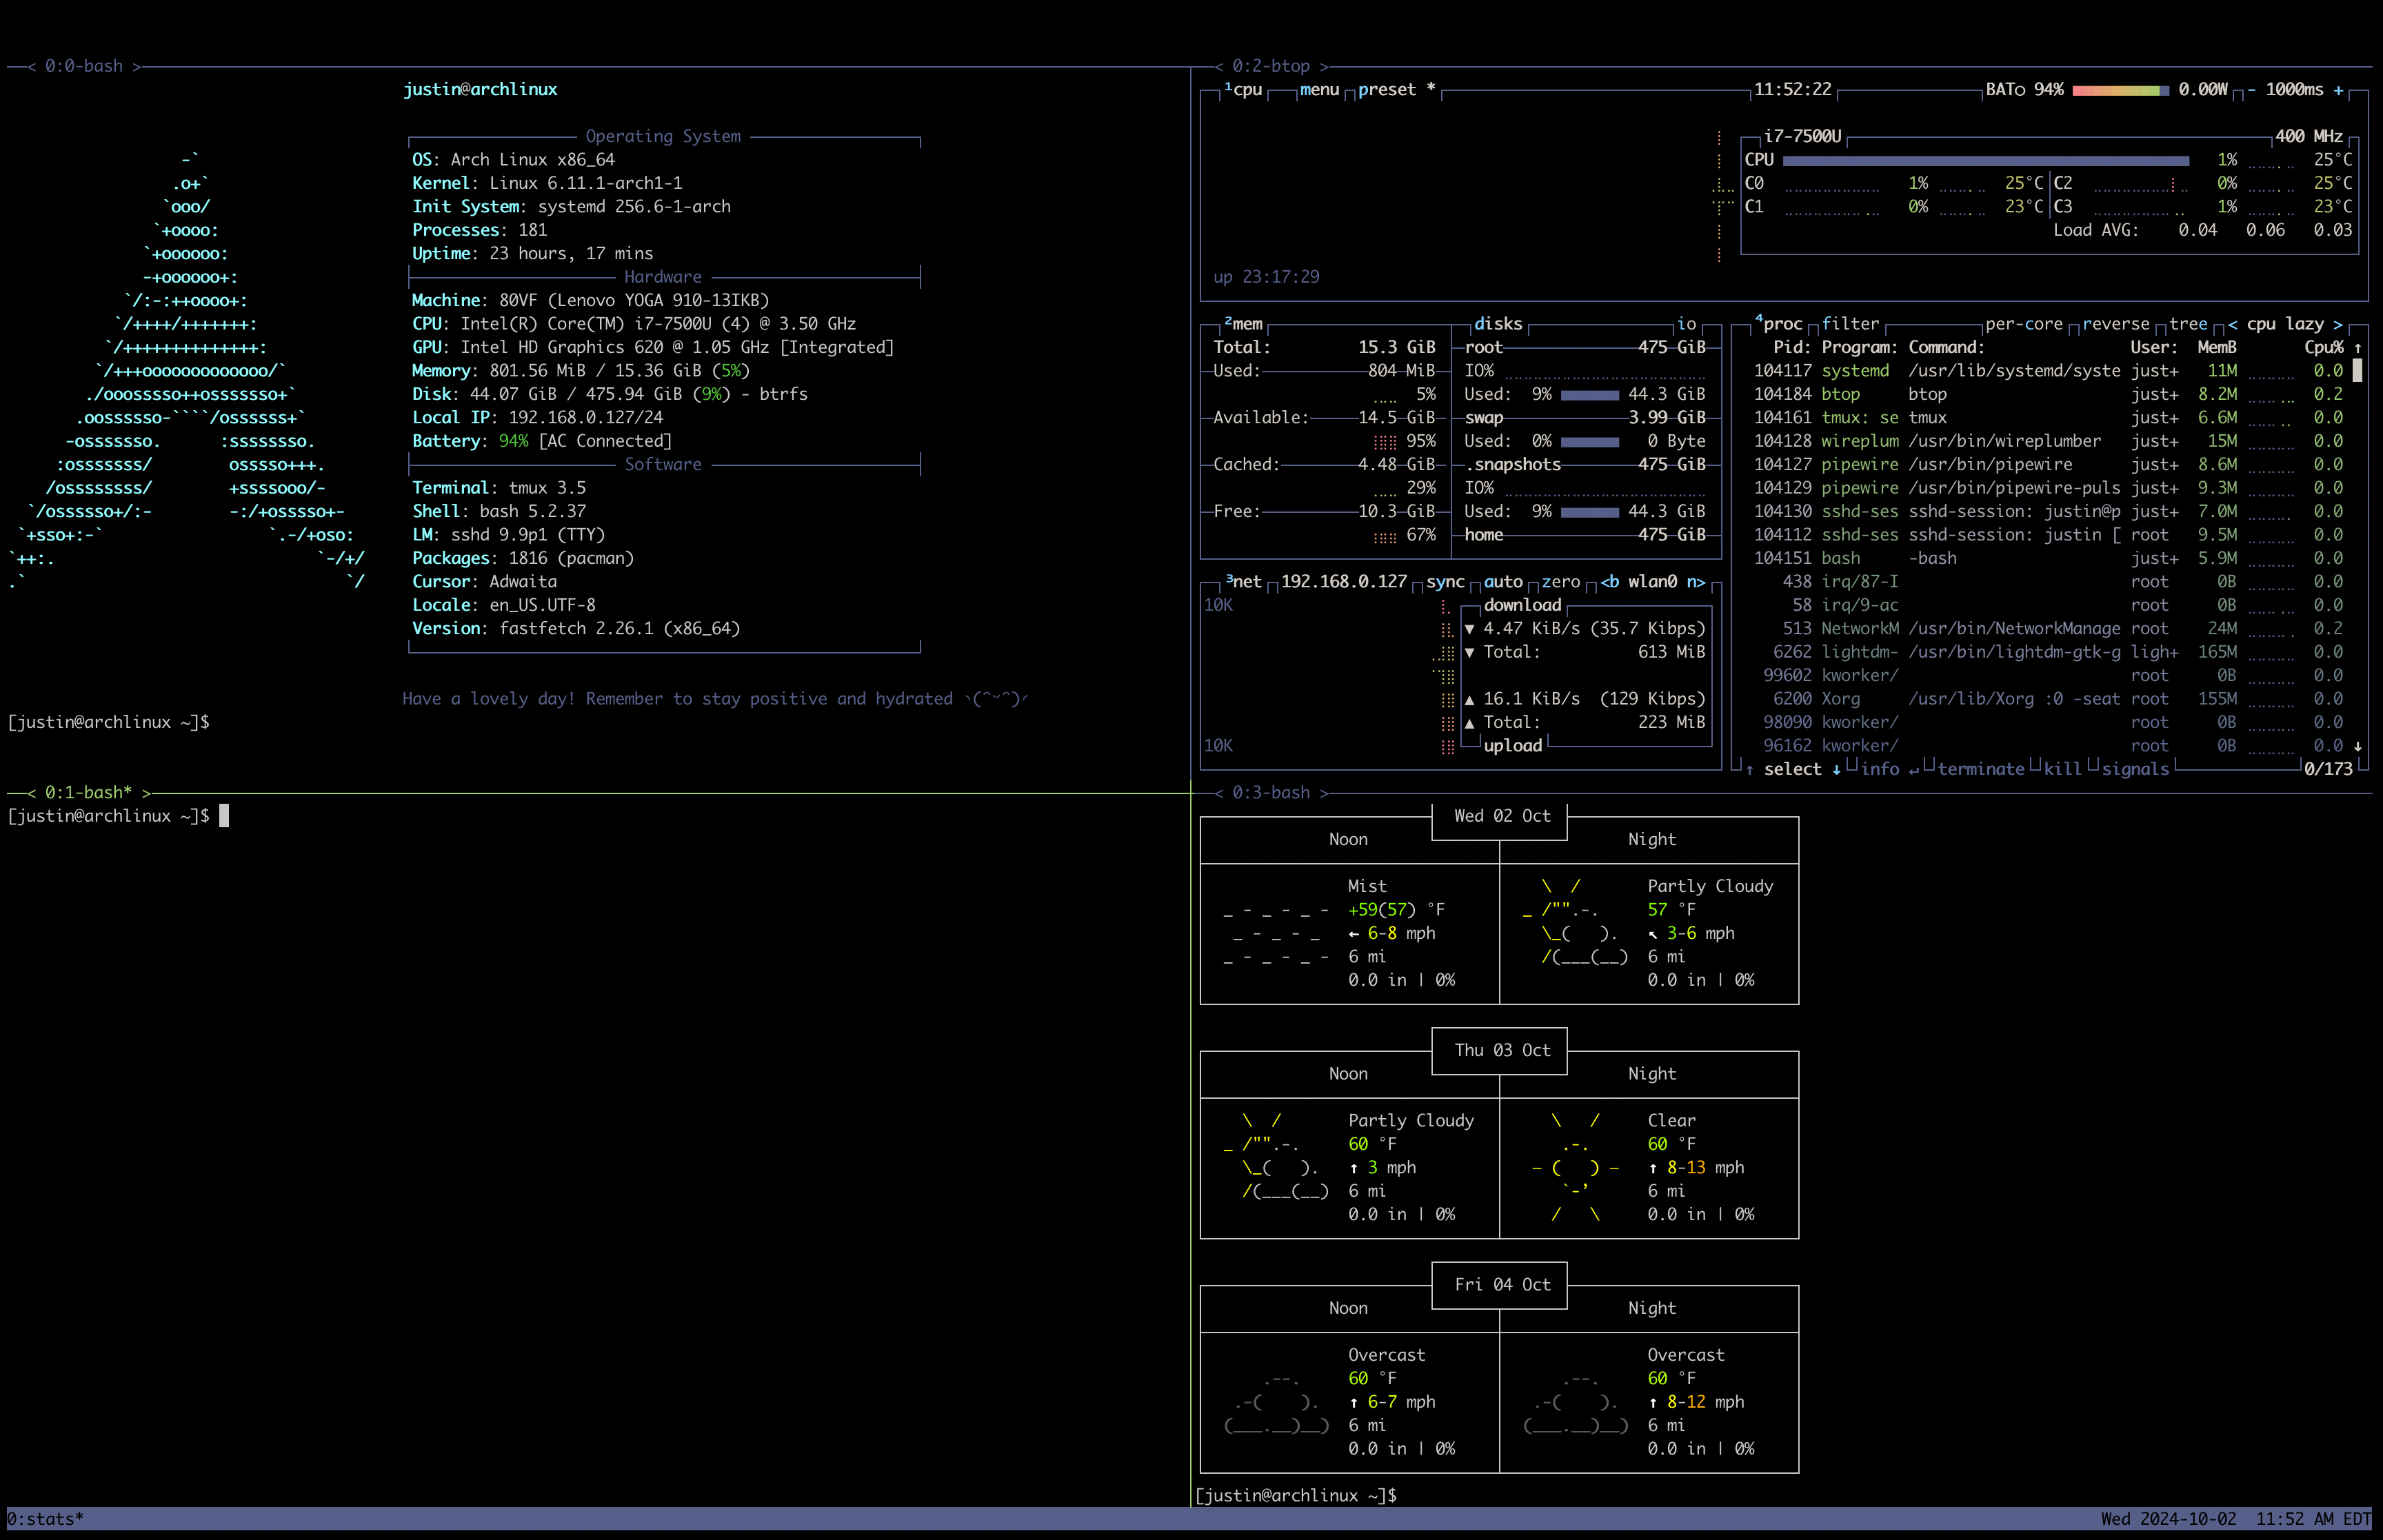 < 0:0-bash >
justin@archlinux
Operating System
-`
.o+`
`ooo/
`+oooo:
`+oooooo:
-+oooooo+:
`/:-:++oooo+:
`/++++/+++++++:
`/++++++++++++++:
`/+++ooooooooooooo/`
./ooosssso++osssssso+`
.oossssso-````/ossssss+`
-osssssso.      :ssssssso.
:osssssss/        osssso+++.
/ossssssss/        +ssssooo/-
`/ossssso+/:-        -:/+osssso+-
`+sso+:-`                 `.-/+oso:
`++:.                           `-/+/
.`                                 `/
OS: Arch Linux x86_64
Kernel: Linux 6.11.1-arch1-1
Init System: systemd 256.6-1-arch
Processes: 181
Uptime: 23 hours, 17 mins
Hardware
Machine: 80VF (Lenovo YOGA 910-13IKB)
CPU: Intel(R) Core(TM) i7-7500U (4) @ 3.50 GHz
GPU: Intel HD Graphics 620 @ 1.05 GHz [Integrated]
Memory: 801.56 MiB / 15.36 GiB (5%)
Disk: 44.07 GiB / 475.94 GiB (9%) - btrfs
Local IP: 192.168.0.127/24
Battery: 94% [AC Connected]
Software
Terminal: tmux 3.5
Shell: bash 5.2.37
LM: sshd 9.9p1 (TTY)
Packages: 1816 (pacman)
Cursor: Adwaita
Locale: en_US.UTF-8
Version: fastfetch 2.26.1 (x86_64)
Have a lovely day! Remember to stay positive and hydrated ヽ(ˆᵕˆ)ノ
[justin@archlinux ~]$
< 0:1-bash* >
[justin@archlinux ~]$
< 0:2-btop >
¹cpu menu preset * 11:52:22 BAT○ 94% 0.00W - 1000ms +
i7-7500U 400 MHz
CPU 1% 25°C
C0 1% 25°C C2 0% 25°C
C1 0% 23°C C3 1% 23°C
Load AVG: 0.04 0.06 0.03
up 23:17:29
²mem disks io
Total: 15.3 GiB root 475 GiB
Used: 804 MiB IO%
5% Used: 9% 44.3 GiB
Available: 14.5 GiB swap 3.99 GiB
95% Used: 0% 0 Byte
Cached: 4.48 GiB .snapshots 475 GiB
29% IO%
Free: 10.3 GiB Used: 9% 44.3 GiB
67% home 475 GiB
³net 192.168.0.127 sync auto zero <b wlan0 n>
10K download
▼ 4.47 KiB/s (35.7 Kibps)
▼ Total: 613 MiB
▲ 16.1 KiB/s (129 Kibps)
▲ Total: 223 MiB
10K upload
⁴proc filter per-core reverse tree < cpu lazy >
Pid: Program: Command: User: MemB Cpu% ↑
104117 systemd /usr/lib/systemd/syste just+ 11M 0.0
104184 btop btop just+ 8.2M 0.2
104161 tmux: se tmux just+ 6.6M 0.0
104128 wireplum /usr/bin/wireplumber just+ 15M 0.0
104127 pipewire /usr/bin/pipewire just+ 8.6M 0.0
104129 pipewire /usr/bin/pipewire-puls just+ 9.3M 0.0
104130 sshd-ses sshd-session: justin@p just+ 7.0M 0.0
104112 sshd-ses sshd-session: justin [ root 9.5M 0.0
104151 bash -bash just+ 5.9M 0.0
438 irq/87-I root 0B 0.0
58 irq/9-ac root 0B 0.0
513 NetworkM /usr/bin/NetworkManage root 24M 0.2
6262 lightdm- /usr/bin/lightdm-gtk-g ligh+ 165M 0.0
99602 kworker/ root 0B 0.0
6200 Xorg /usr/lib/Xorg :0 -seat root 155M 0.0
98090 kworker/ root 0B 0.0
96162 kworker/ root 0B 0.0 ↓
↑ select ↓ info ↵ terminate kill signals 0/173
< 0:3-bash >
Wed 02 Oct
Noon Night
Mist Partly Cloudy
+59(57) °F 57 °F
← 6-8 mph ↖ 3-6 mph
6 mi 6 mi
0.0 in | 0% 0.0 in | 0%
Thu 03 Oct
Noon Night
Partly Cloudy Clear
60 °F 60 °F
↑ 3 mph ↑ 8-13 mph
6 mi 6 mi
0.0 in | 0% 0.0 in | 0%
Fri 04 Oct
Noon Night
Overcast Overcast
60 °F 60 °F
↑ 6-7 mph ↑ 8-12 mph
6 mi 6 mi
0.0 in | 0% 0.0 in | 0%
[justin@archlinux ~]$
0:stats* Wed 2024-10-02 11:52 AM EDT